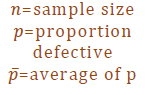 n=sample size
p=proportion
defective
p̄=average of p